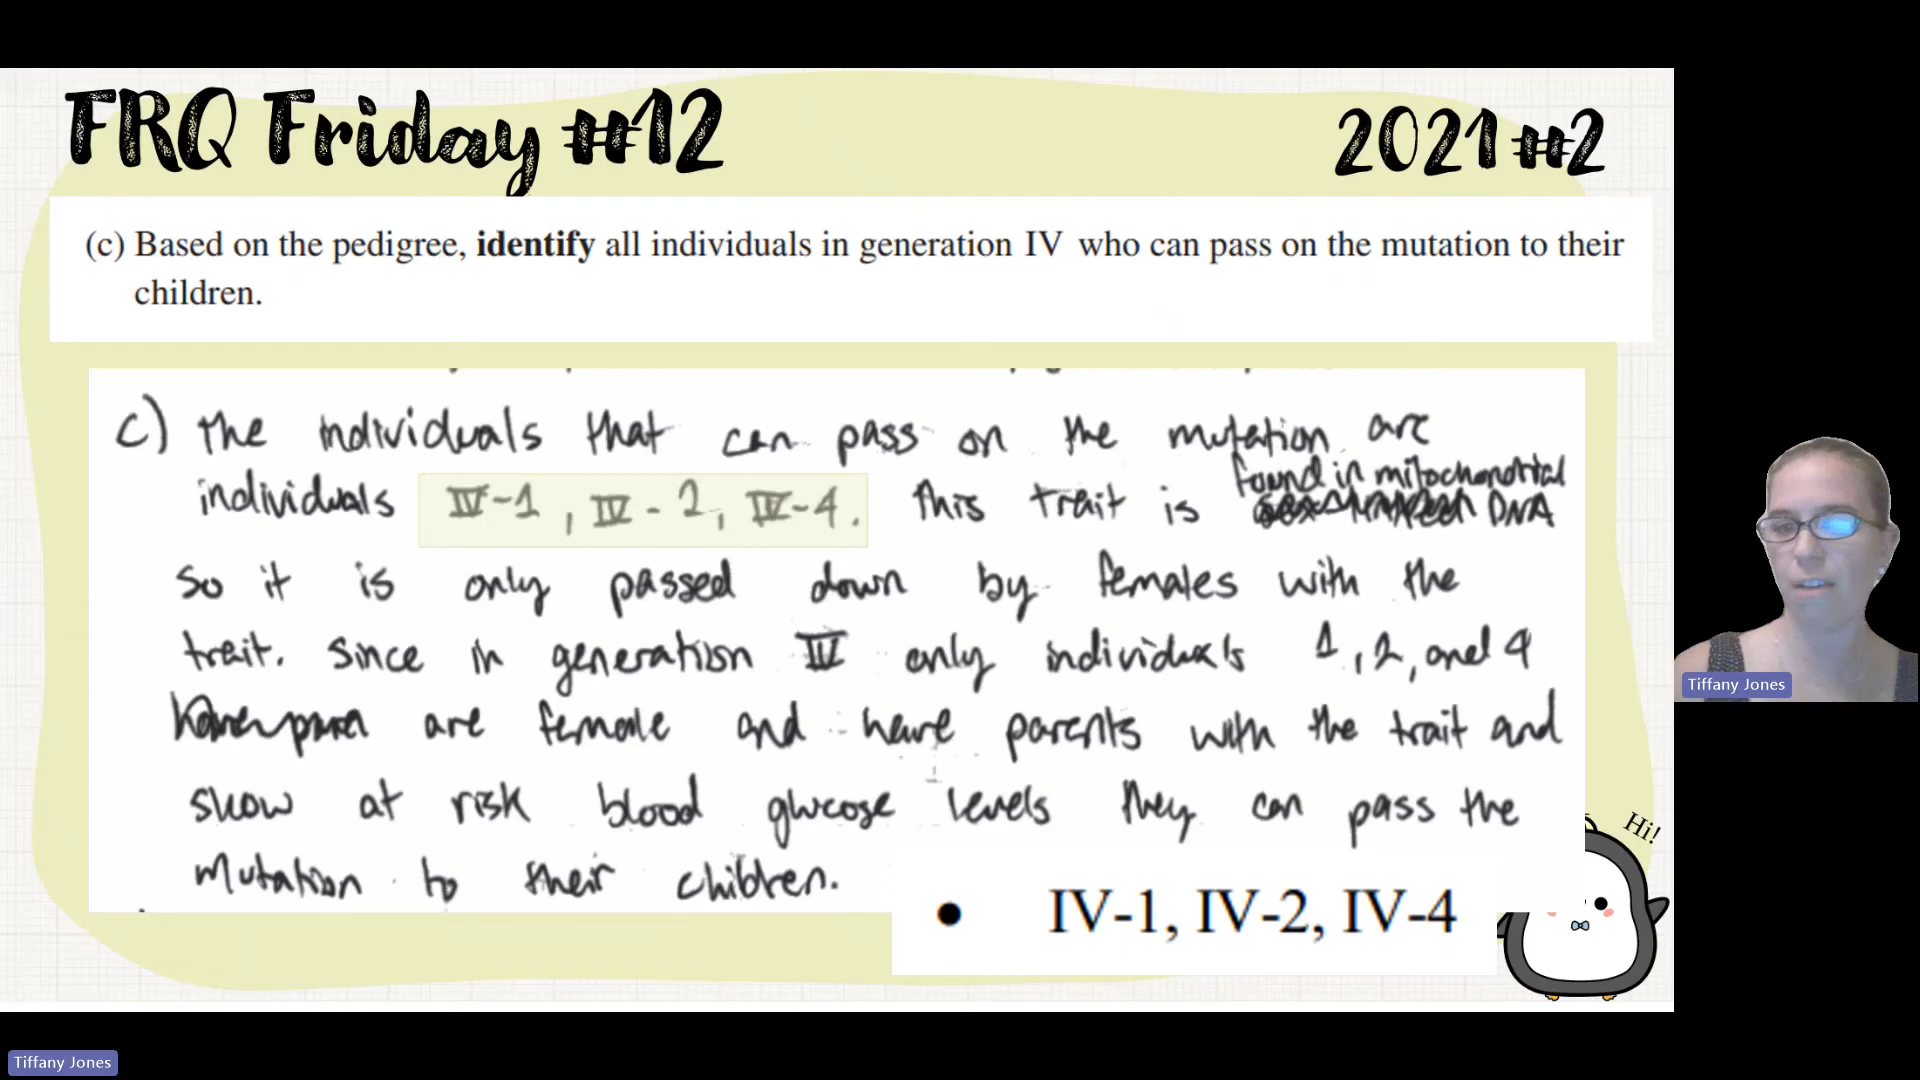 FRQ Friday #12
2021 #2
(c) Based on the pedigree, identify all individuals in generation IV who can pass on the mutation to their
children.
c) The individuals that can pass on the mutation are
individuals IV-1, IV-2, IV-4. This trait is found in mitochondrial DNA
so it is only passed down by females with the
trait. Since in generation IV only individuals 1, 2, and 4
are female and have parents with the trait and
show at risk blood glucose levels they can pass the
mutation to their children.
• IV-1, IV-2, IV-4
Hi!
Tiffany Jones
Tiffany Jones